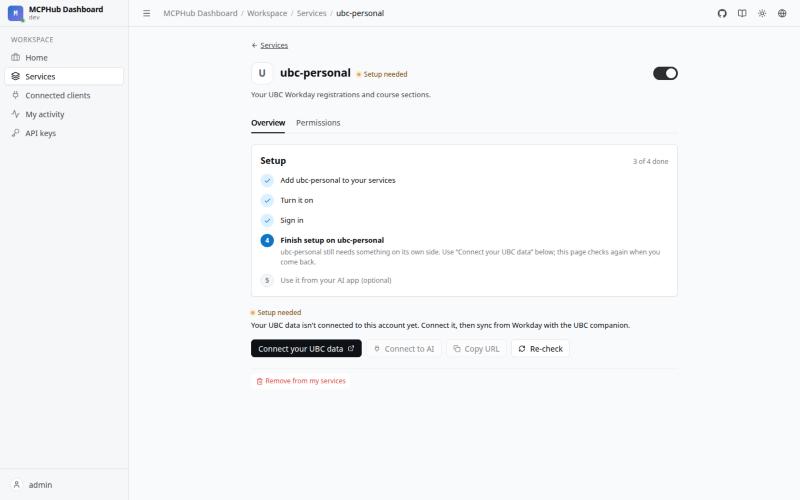 M
MCPHub Dashboard
dev
MCPHub Dashboard / Workspace / Services / ubc-personal
WORKSPACE
Home
Services
Connected clients
My activity
API keys
admin
← Services
U
ubc-personal
Setup needed
Your UBC Workday registrations and course sections.
Overview
Permissions
Setup
3 of 4 done
Add ubc-personal to your services
Turn it on
Sign in
4
Finish setup on ubc-personal
ubc-personal still needs something on its own side. Use “Connect your UBC data” below; this page checks again when you
come back.
5
Use it from your AI app (optional)
Setup needed
Your UBC data isn't connected to this account yet. Connect it, then sync from Workday with the UBC companion.
Connect your UBC data
Connect to AI
Copy URL
Re-check
Remove from my services